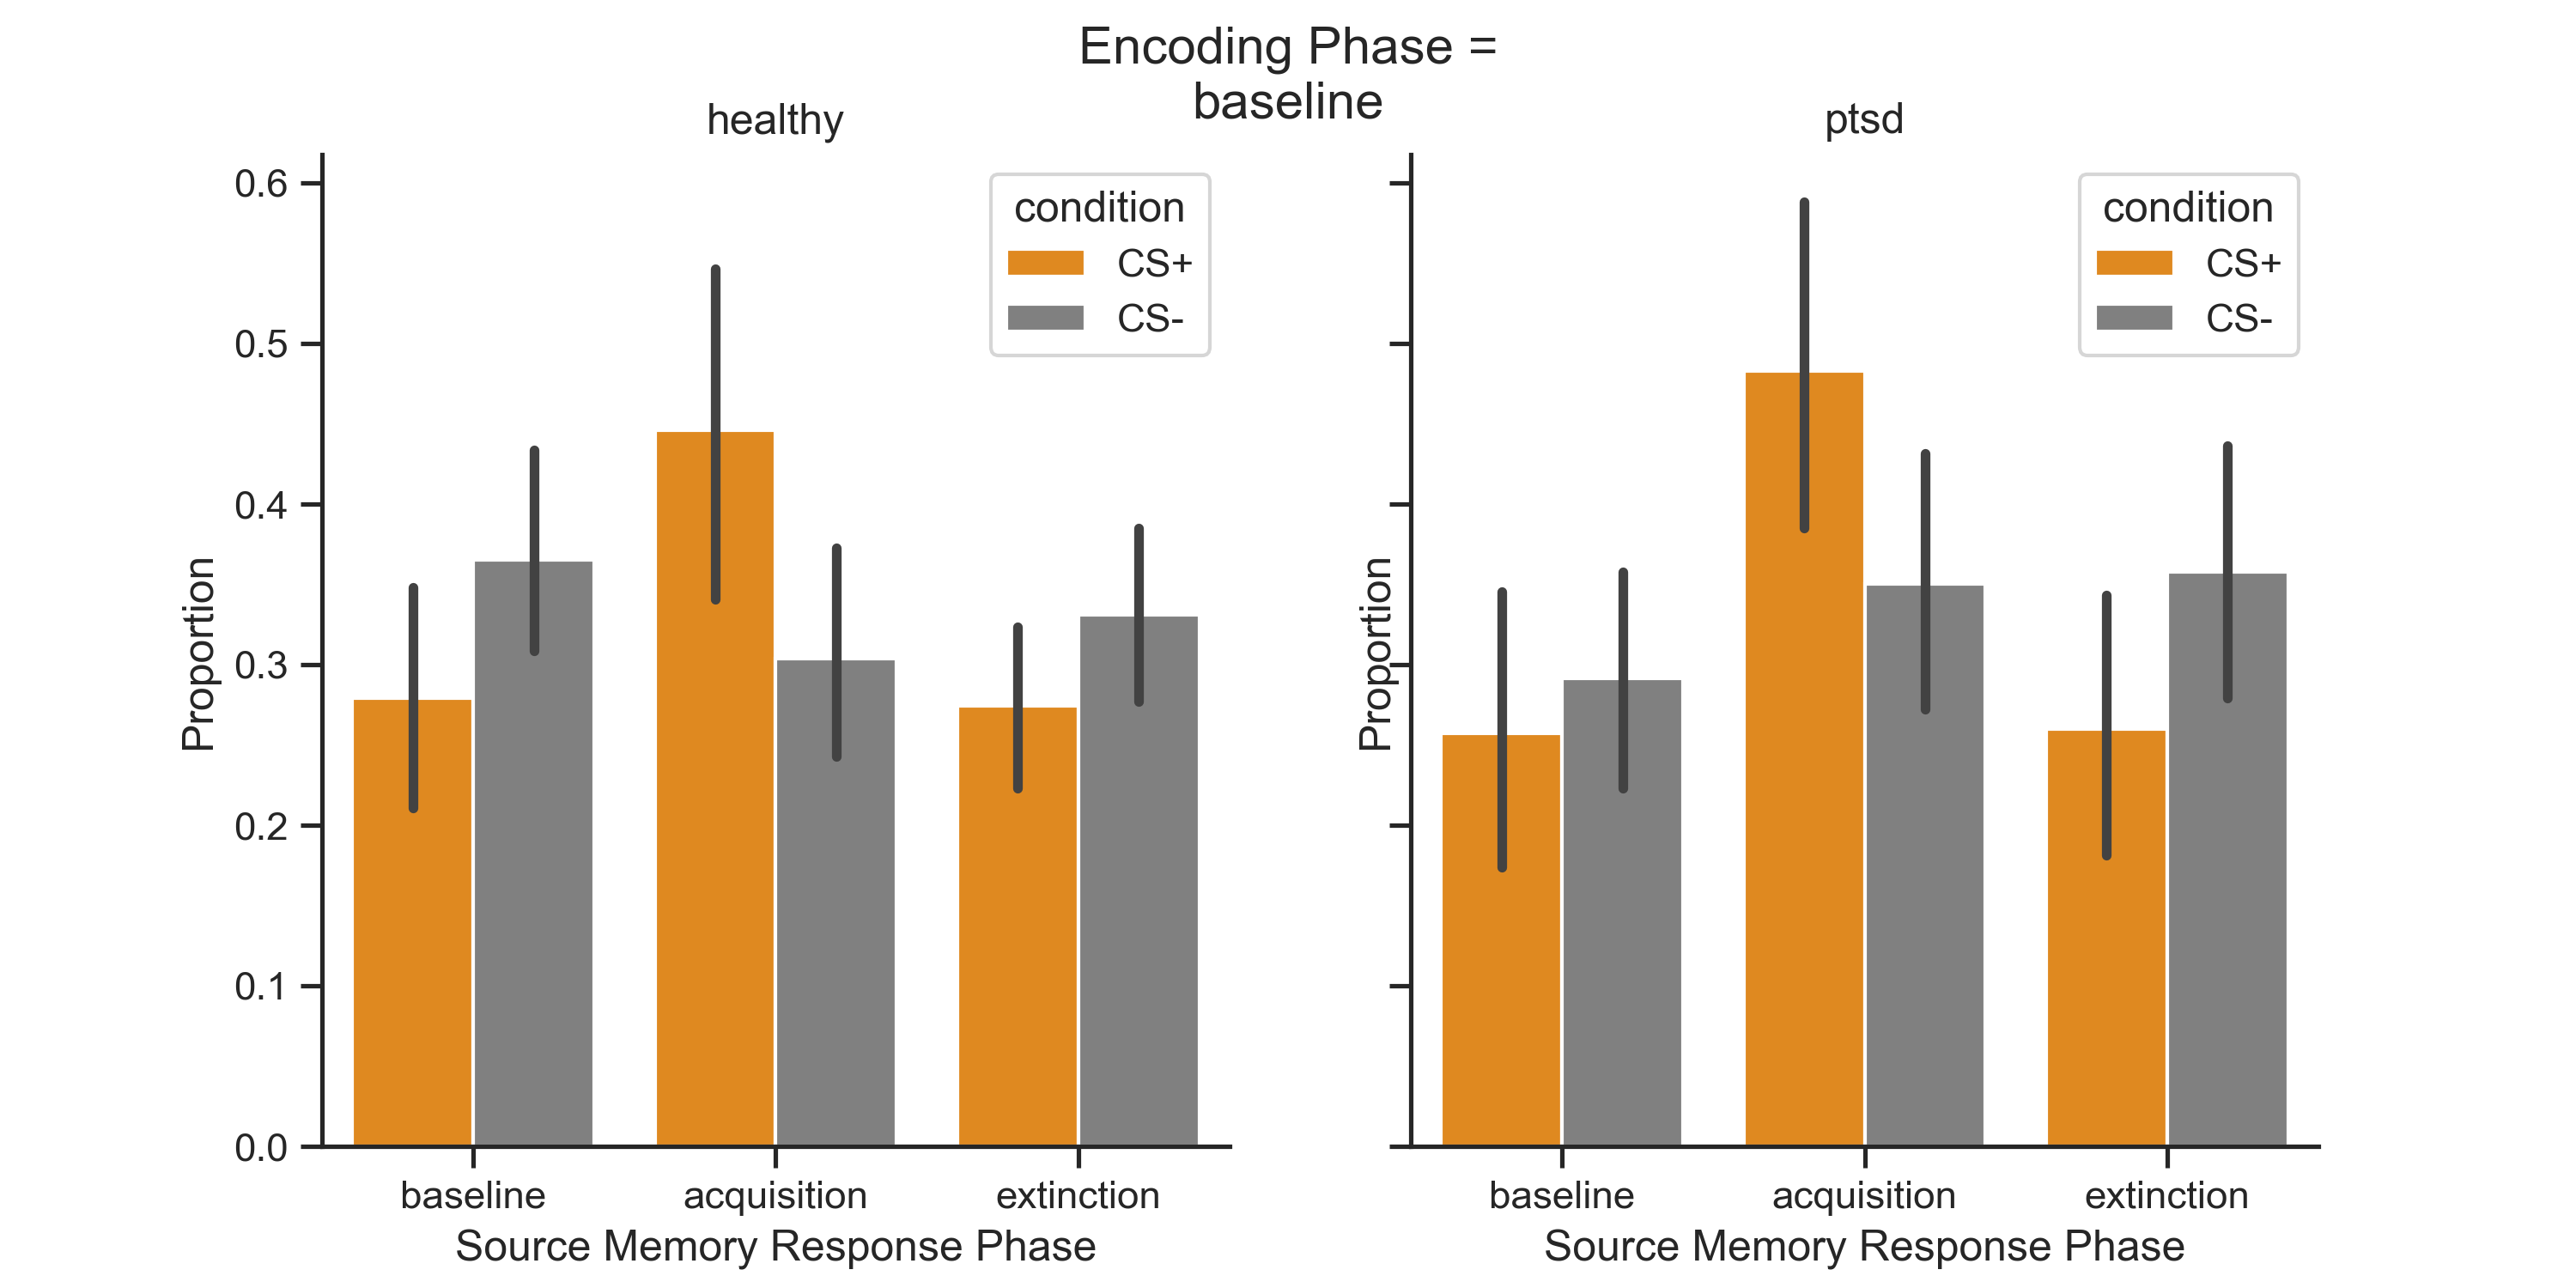 Encoding Phase =
baseline
healthy
condition
CS+
CS-
0.6
0.5
0.4
0.3
0.2
0.1
0.0
Proportion
baseline
acquisition
extinction
Source Memory Response Phase
ptsd
condition
CS+
CS-
Proportion
baseline
acquisition
extinction
Source Memory Response Phase